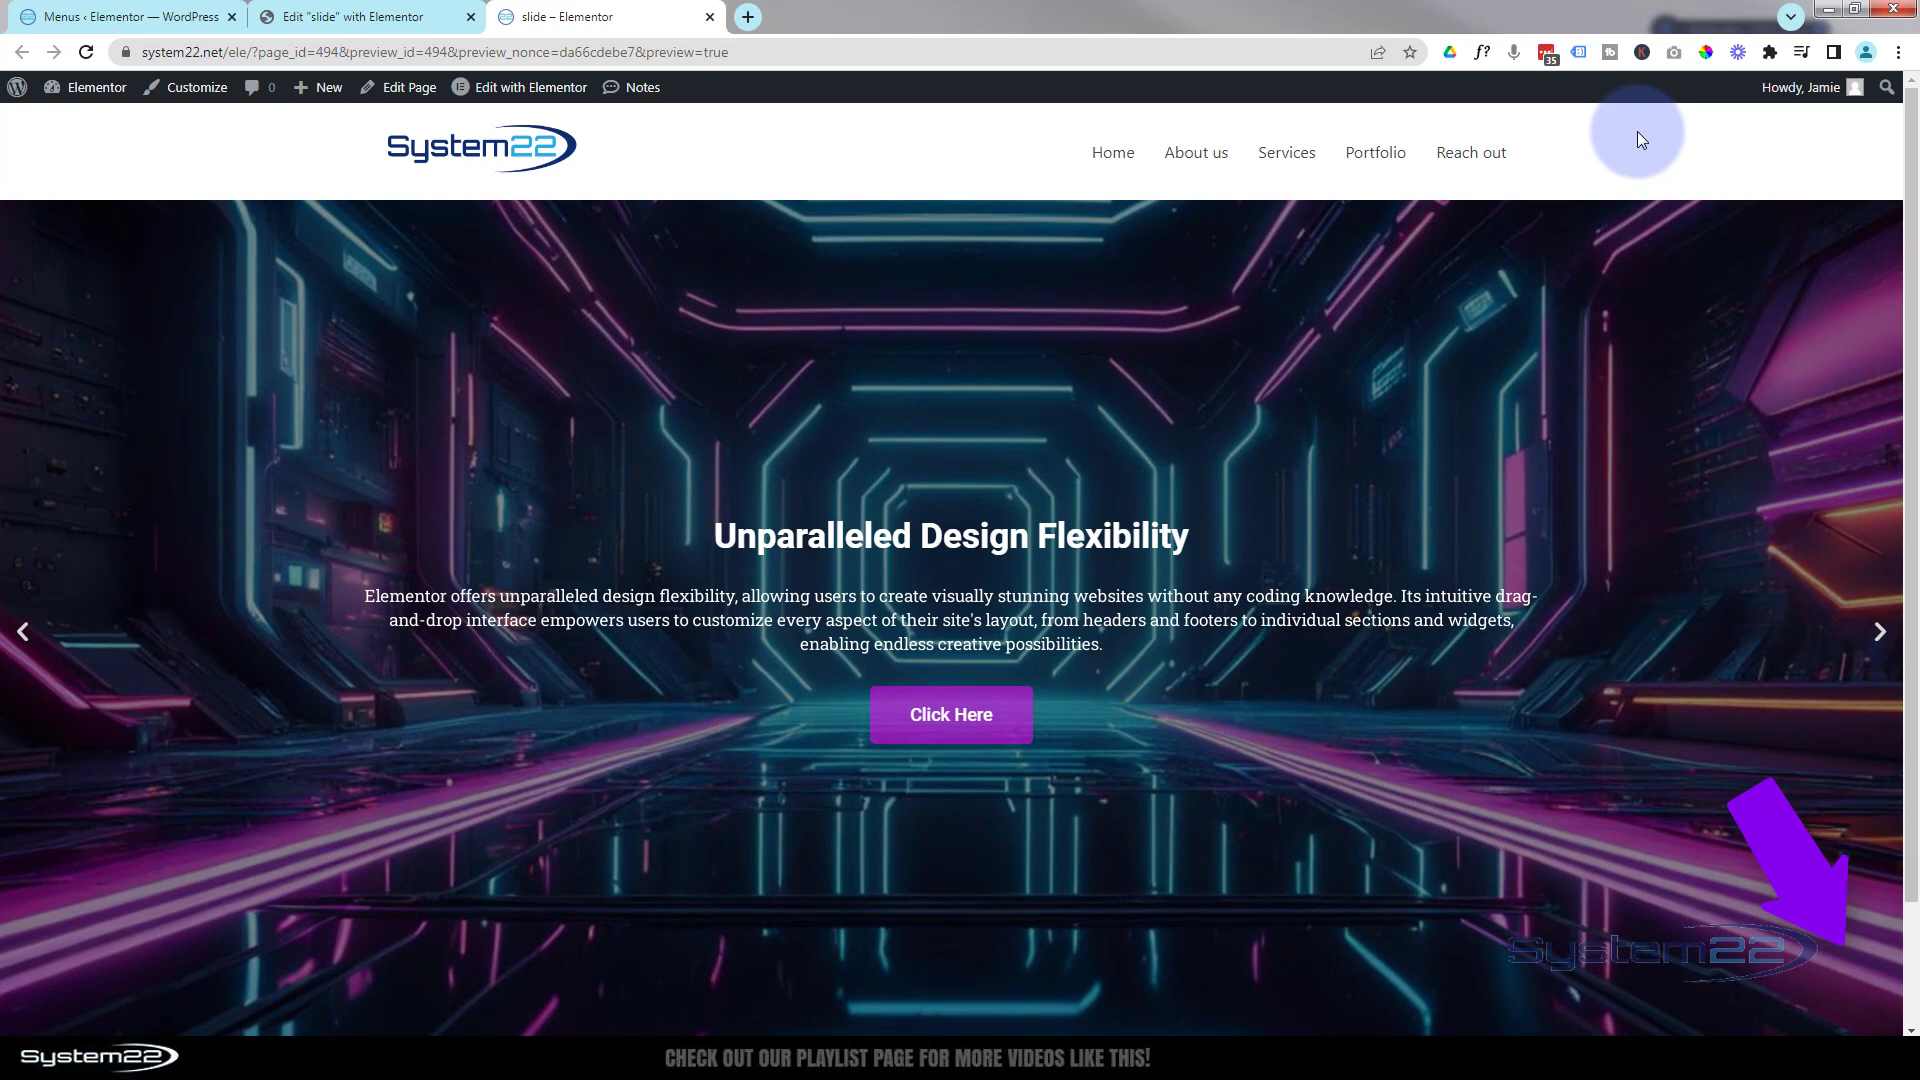 Menus ‹ Elementor — WordPress
Edit "slide" with Elementor
slide – Elementor
system22.net/ele/?page_id=494&preview_id=494&preview_nonce=da66cdebe7&preview=true
f?
35
Elementor
Customize
0
New
Edit Page
Edit with Elementor
Notes
Howdy, Jamie
System22
Home
About us
Services
Portfolio
Reach out
Unparalleled Design Flexibility
Elementor offers unparalleled design flexibility, allowing users to create visually stunning websites without any coding knowledge. Its intuitive drag-
and-drop interface empowers users to customize every aspect of their site's layout, from headers and footers to individual sections and widgets,
enabling endless creative possibilities.
Click Here
System22
System22
CHECK OUT OUR PLAYLIST PAGE FOR MORE VIDEOS LIKE THIS!